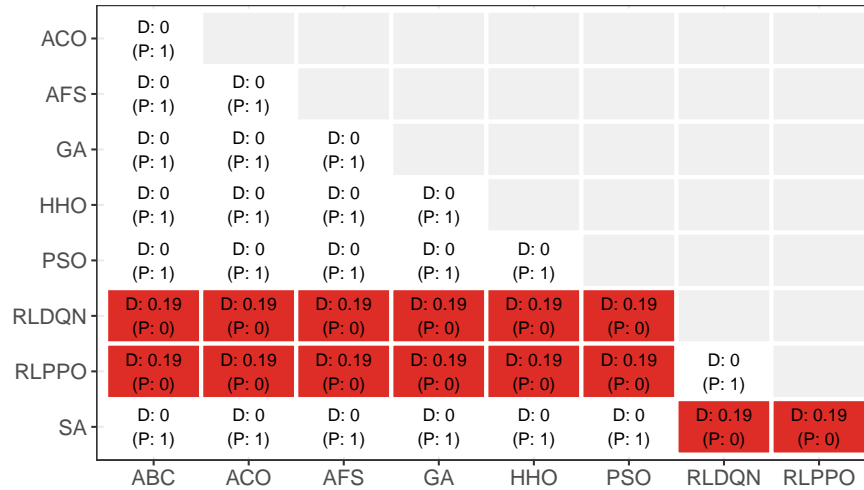 ACO
D: 0
(P: 1)
AFS
D: 0 D: 0
(P: 1) (P: 1)
GA
D: 0 D: 0 D: 0
(P: 1) (P: 1) (P: 1)
HHO
D: 0 D: 0 D: 0 D: 0
(P: 1) (P: 1) (P: 1) (P: 1)
PSO
D: 0 D: 0 D: 0 D: 0 D: 0
(P: 1) (P: 1) (P: 1) (P: 1) (P: 1)
RLDQN
D: 0.19 D: 0.19 D: 0.19 D: 0.19 D: 0.19 D: 0.19
(P: 0) (P: 0) (P: 0) (P: 0) (P: 0) (P: 0)
RLPPO
D: 0.19 D: 0.19 D: 0.19 D: 0.19 D: 0.19 D: 0.19 D: 0
(P: 0) (P: 0) (P: 0) (P: 0) (P: 0) (P: 0) (P: 1)
SA
D: 0 D: 0 D: 0 D: 0 D: 0 D: 0 D: 0.19 D: 0.19
(P: 1) (P: 1) (P: 1) (P: 1) (P: 1) (P: 1) (P: 0) (P: 0)
ABC ACO AFS GA HHO PSO RLDQN RLPPO